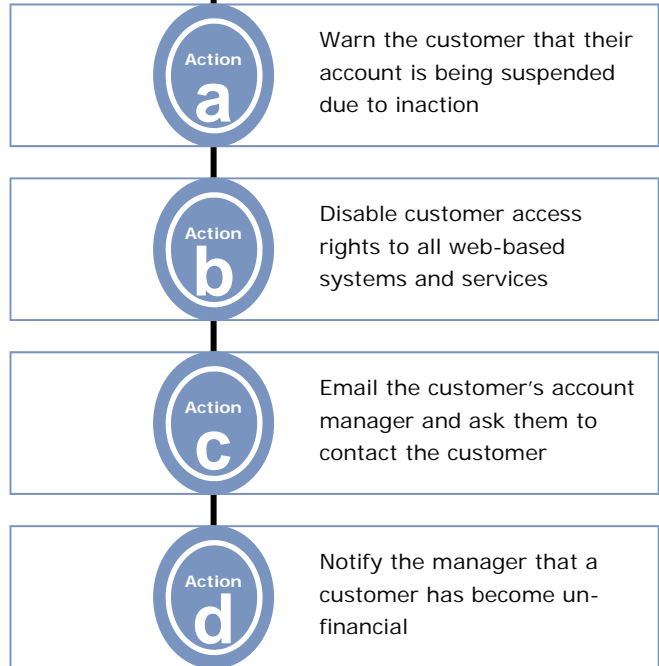 Action
a
Warn the customer that their
account is being suspended
due to inaction
Action
b
Disable customer access
rights to all web-based
systems and services
Action
c
Email the customer’s account
manager and ask them to
contact the customer
Action
d
Notify the manager that a
customer has become un-
financial